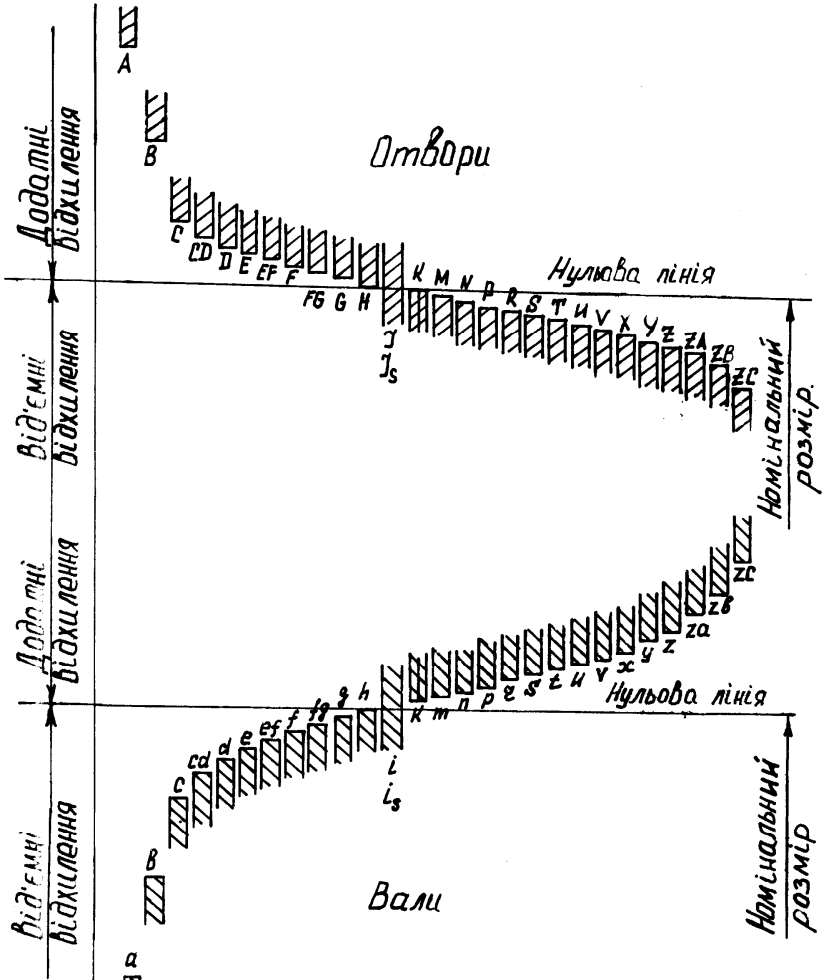 A
B
Отвори
Додатні
відхилення
C
CD
D
E
EF
F
FG
G
H
J
Js
K
M
N
P
R
S
T
U
V
X
Y
Z
ZA
ZB
ZC
Нульова лінія
Від'ємні
відхилення
Номінальний
розмір.
Додатні
відхилення
zc
zв
za
z
y
x
v
u
t
s
r
p
n
m
к
i
is
h
g
fg
f
ef
e
d
cd
c
Нульова лінія
B
a
Вали
Від'ємні
відхилення
Номінальний
розмір